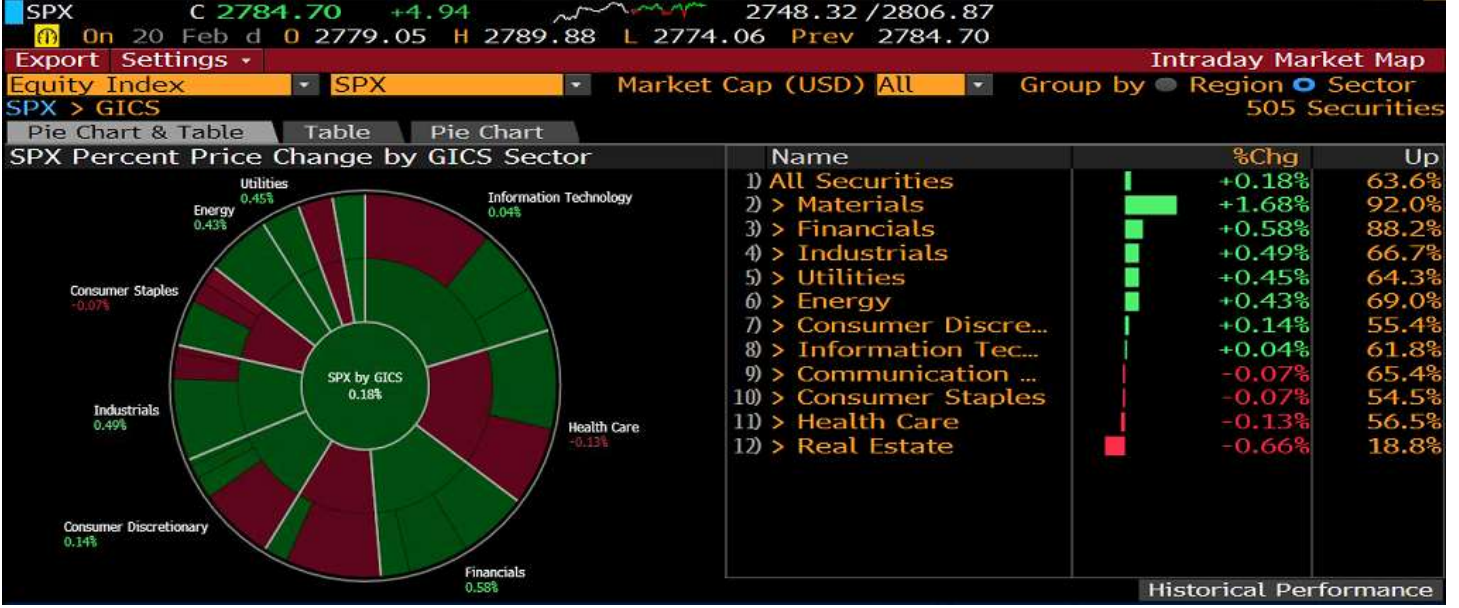 SPX C 2784.70 +4.94 2748.32 /2806.87
On 20 Feb d O 2779.05 H 2789.88 L 2774.06 Prev 2784.70
Export Settings Intraday Market Map
Equity Index SPX Market Cap (USD) All Group by Region Sector
SPX > GICS 505 Securities
Pie Chart & Table Table Pie Chart
SPX Percent Price Change by GICS Sector
Utilities
0.45%
Energy
0.43%
Information Technology
0.04%
Consumer Staples
-0.07%
SPX by GICS
0.18%
Industrials
0.49%
Health Care
-0.13%
Consumer Discretionary
0.14%
Financials
0.58%
Name %Chg Up
1) All Securities +0.18% 63.6%
2) > Materials +1.68% 92.0%
3) > Financials +0.58% 88.2%
4) > Industrials +0.49% 66.7%
5) > Utilities +0.45% 64.3%
6) > Energy +0.43% 69.0%
7) > Consumer Discre... +0.14% 55.4%
8) > Information Tec... +0.04% 61.8%
9) > Communication ... -0.07% 65.4%
10) > Consumer Staples -0.07% 54.5%
11) > Health Care -0.13% 56.5%
12) > Real Estate -0.66% 18.8%
Historical Performance